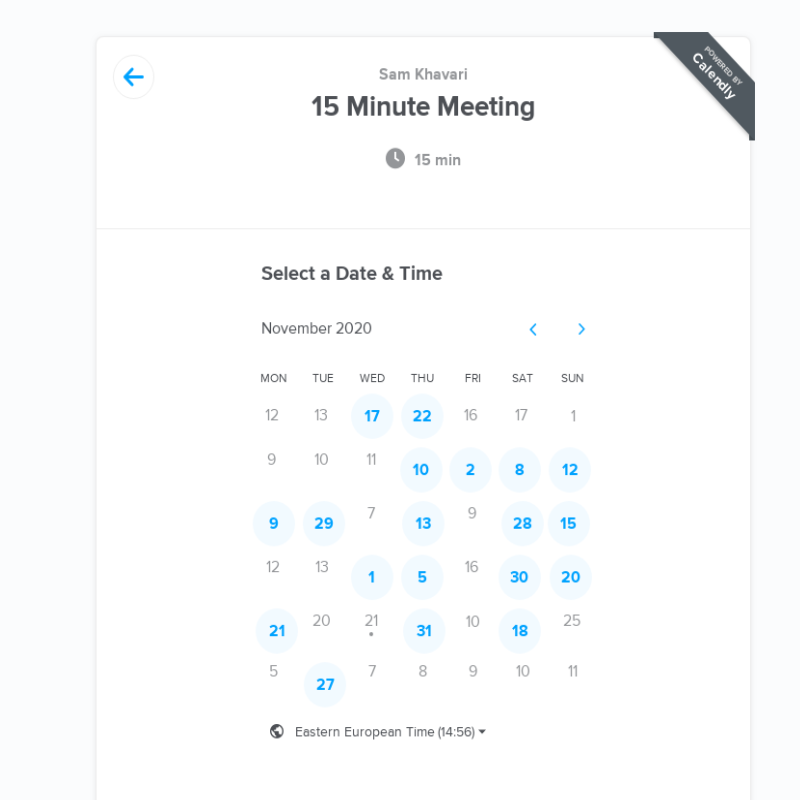 POWERED BY
Calendly
Sam Khavari
15 Minute Meeting
15 min
Select a Date & Time
November 2020
MON TUE WED THU FRI SAT SUN
12 13 17 22 16 17 1
9 10 11 10 2 8 12
9 29 7 13 9 28 15
12 13 1 5 16 30 20
21 20 21 31 10 18 25
5 27 7 8 9 10 11
Eastern European Time (14:56)